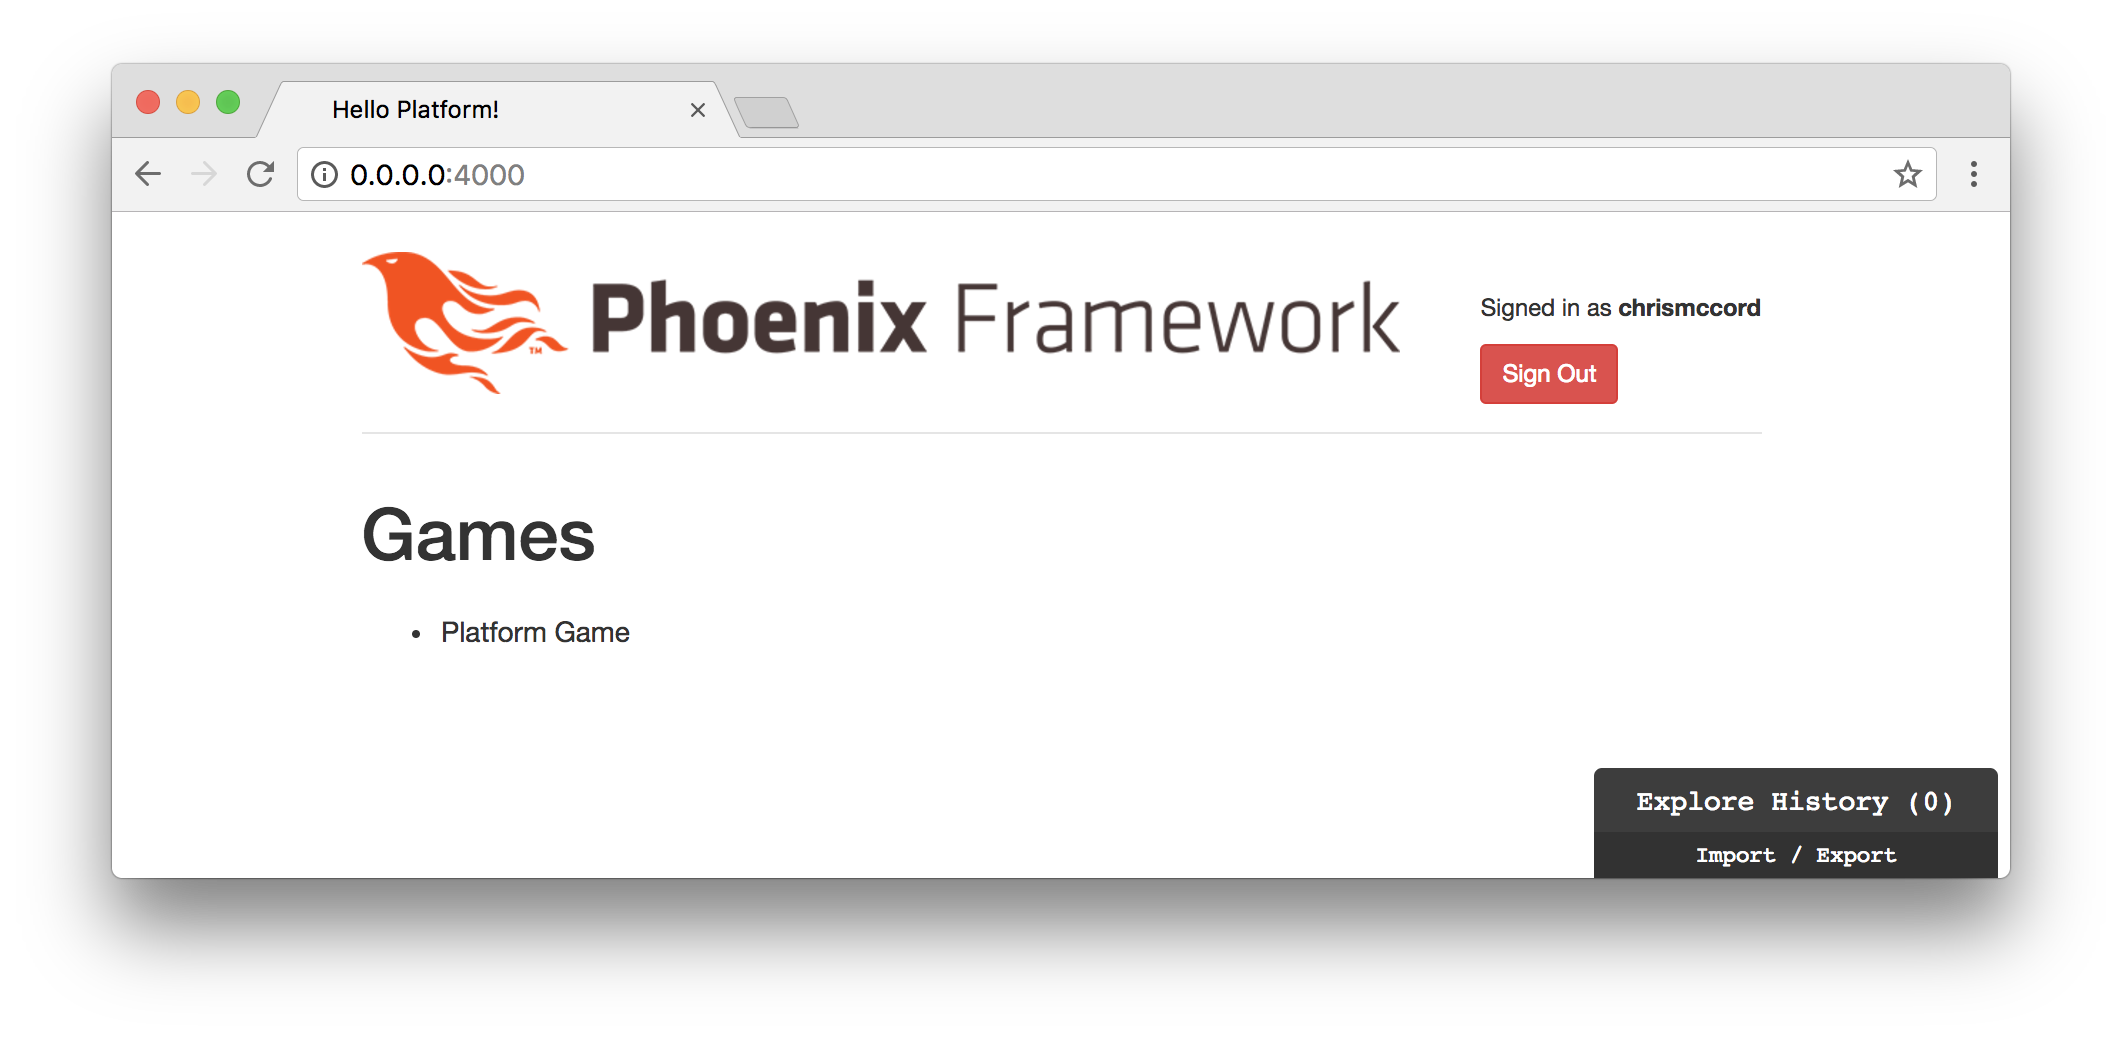 Hello Platform!
0.0.0.0:4000
Phoenix Framework
TM
Signed in as chrismccord
Sign Out
Games
• Platform Game
Explore History (0)
Import / Export